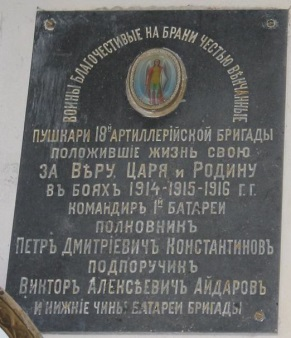 ВОИНЫ БЛАГОЧЕСТИВЫЕ НА БРАНИ ЧЕСТЬЮ ВѢНЧАННЫЕ
ПУШКАРИ 18Й АРТИЛЛЕРІЙСКОЙ БРИГАДЫ
ПОЛОЖИВШІЕ ЖИЗНЬ СВОЮ
ЗА ВѢРУ, ЦАРЯ И РОДИНУ
ВЪ БОЯХЪ 1914-1915-1916 Г.Г.
КОМАНДИРЪ 1Й БАТАРЕИ
ПОЛКОВНИКЪ
ПЕТРЪ ДМИТРІЕВИЧЪ КОНСТАНТИНОВЪ
ПОДПОРУЧИКЪ
ВИКТОРЪ АЛЕКСѢЕВИЧЪ АЙДАРОВЪ
И НИЖНІЕ ЧИНЫ БАТАРЕИ БРИГАДЫ